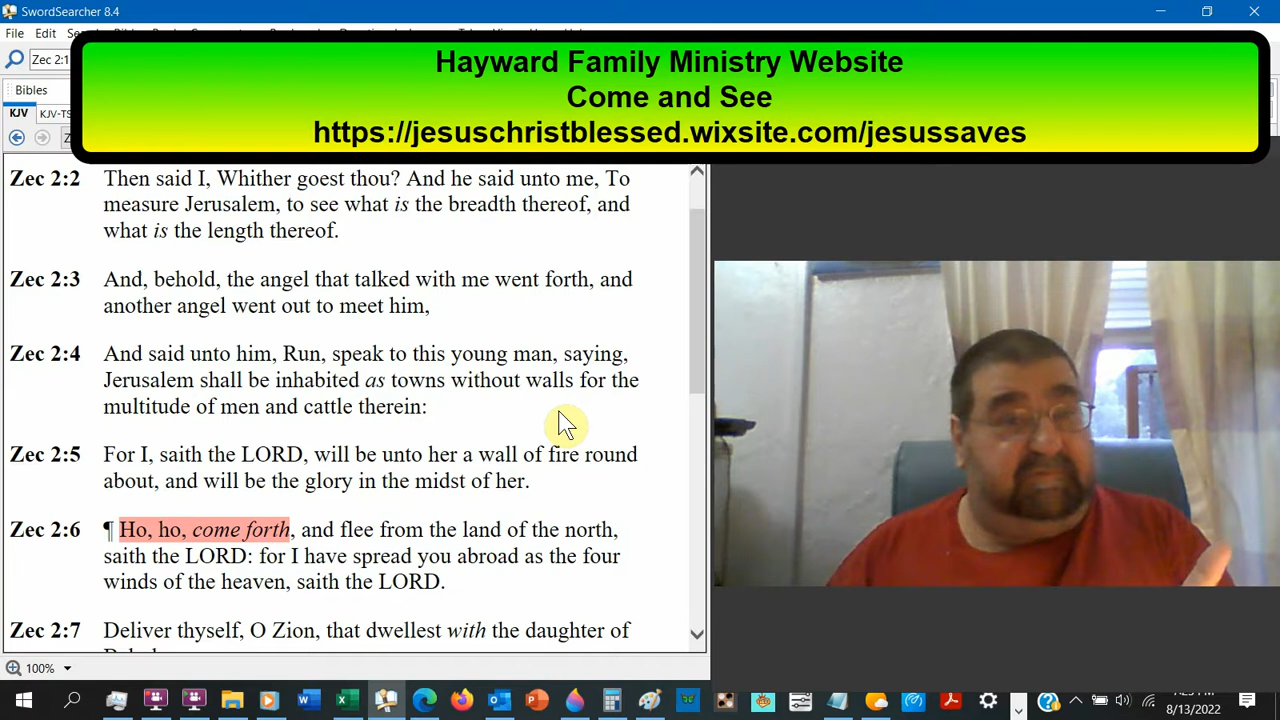 SwordSearcher 8.4
File Edit
Zec 2:1
Hayward Family Ministry Website
Come and See
https://jesuschristblessed.wixsite.com/jesussaves
Bibles
KJV KJV-TS
Zec 2:2 Then said I, Whither goest thou? And he said unto me, To
measure Jerusalem, to see what is the breadth thereof, and
what is the length thereof.
Zec 2:3 And, behold, the angel that talked with me went forth, and
another angel went out to meet him,
Zec 2:4 And said unto him, Run, speak to this young man, saying,
Jerusalem shall be inhabited as towns without walls for the
multitude of men and cattle therein:
Zec 2:5 For I, saith the LORD, will be unto her a wall of fire round
about, and will be the glory in the midst of her.
Zec 2:6 ¶ Ho, ho, come forth, and flee from the land of the north,
saith the LORD: for I have spread you abroad as the four
winds of the heaven, saith the LORD.
Zec 2:7 Deliver thyself, O Zion, that dwellest with the daughter of
100%
8/13/2022